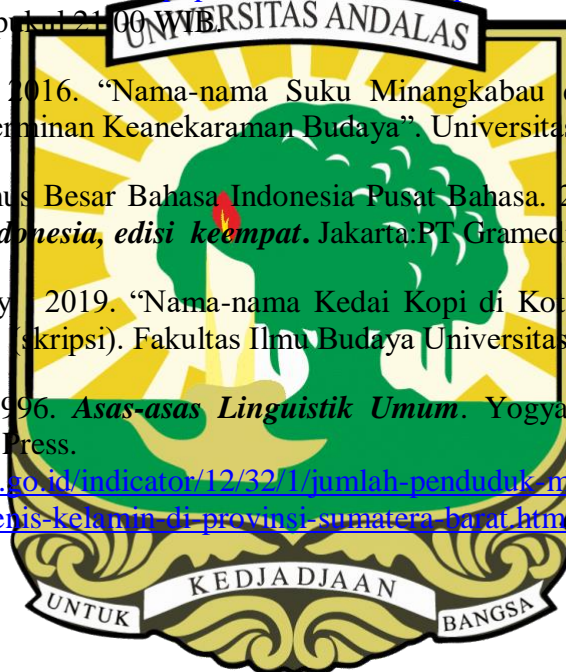 UNIVERSITAS ANDALAS
pukul 21:00 WIB.
2016. “Nama-nama Suku Minangkabau
erminan Keanekaraman Budaya”. Universitas
us Besar Bahasa Indonesia Pusat Bahasa. 2
donesia, edisi keempat. Jakarta:PT Gramedi
y 2019. “Nama-nama Kedai Kopi di Kot
(skripsi). Fakultas Ilmu Budaya Universitas
996. Asas-asas Linguistik Umum. Yogya
Press.
.go.id/indicator/12/32/1/jumlah-penduduk-m
enis-kelamin-di-provinsi-sumatera-barat.htm
UNTUK KEDJADJAAN BANGSA